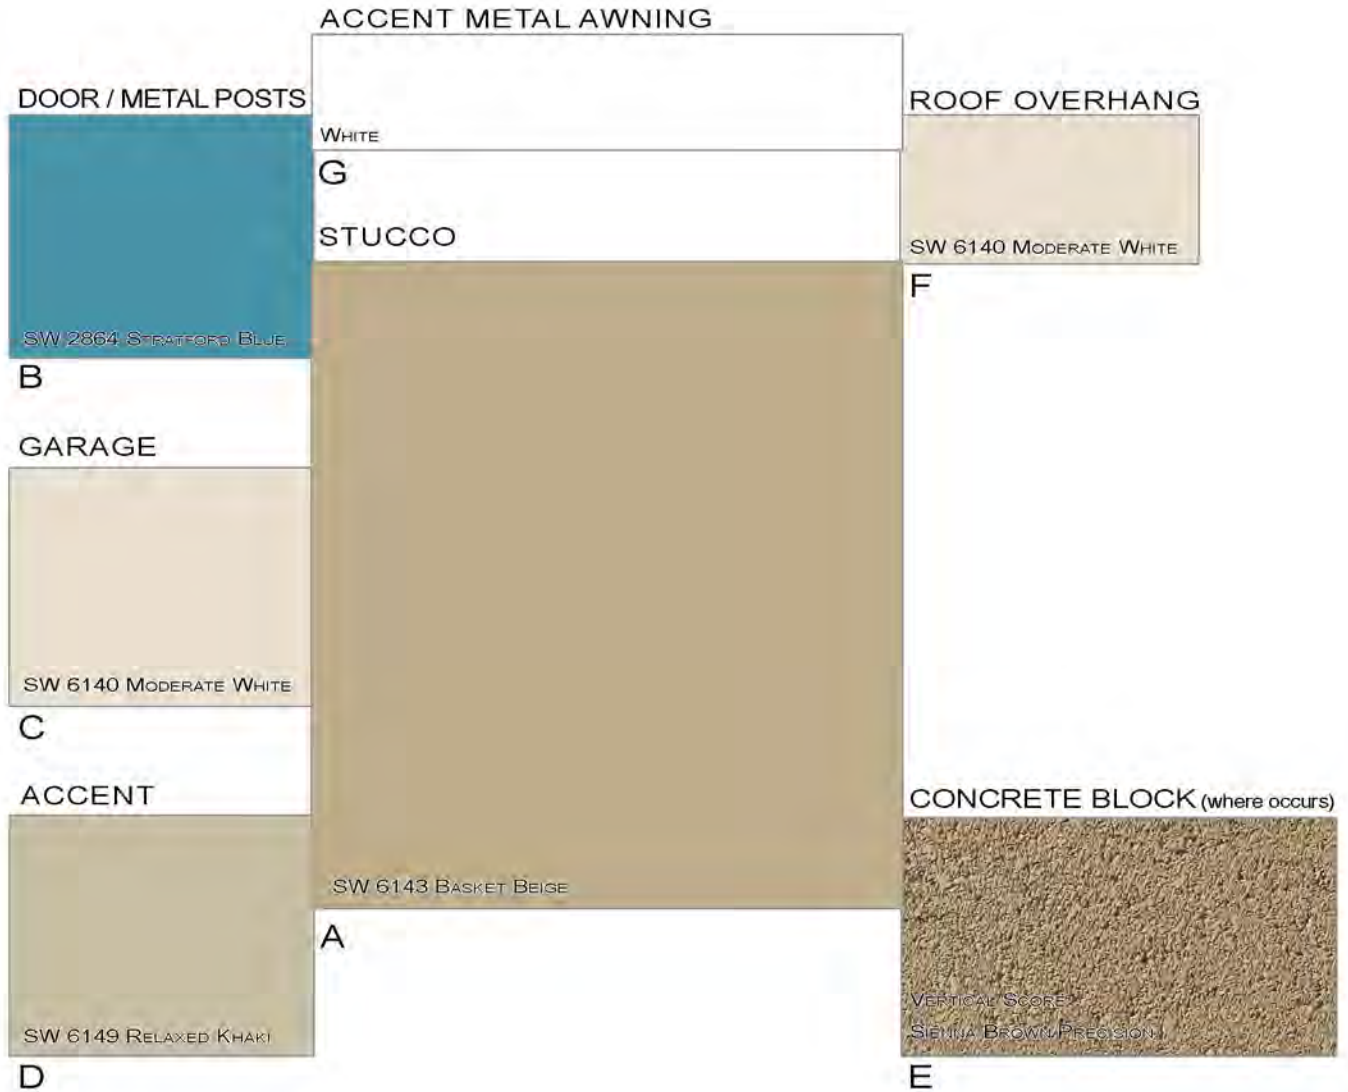 ACCENT METAL AWNING
WHITE
G
DOOR / METAL POSTS
SW 2864 STRATFORD BLUE
B
ROOF OVERHANG
SW 6140 MODERATE WHITE
F
STUCCO
SW 6143 BASKET BEIGE
A
GARAGE
SW 6140 MODERATE WHITE
C
ACCENT
SW 6149 RELAXED KHAKI
D
CONCRETE BLOCK (where occurs)
VERTICAL SCORE
SIENNA BROWN PRECISION
E